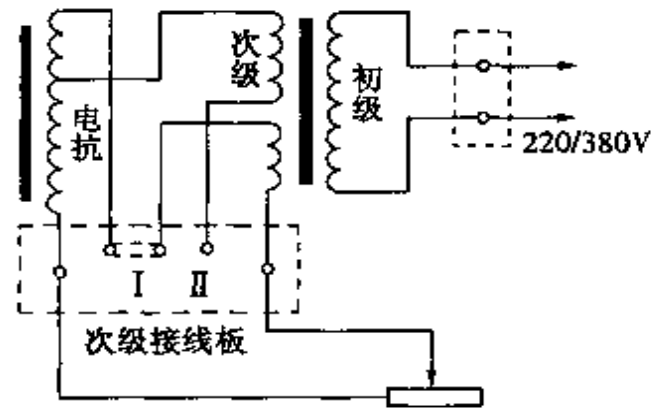 次级
初级
电抗
220/380V
I II
次级接线板